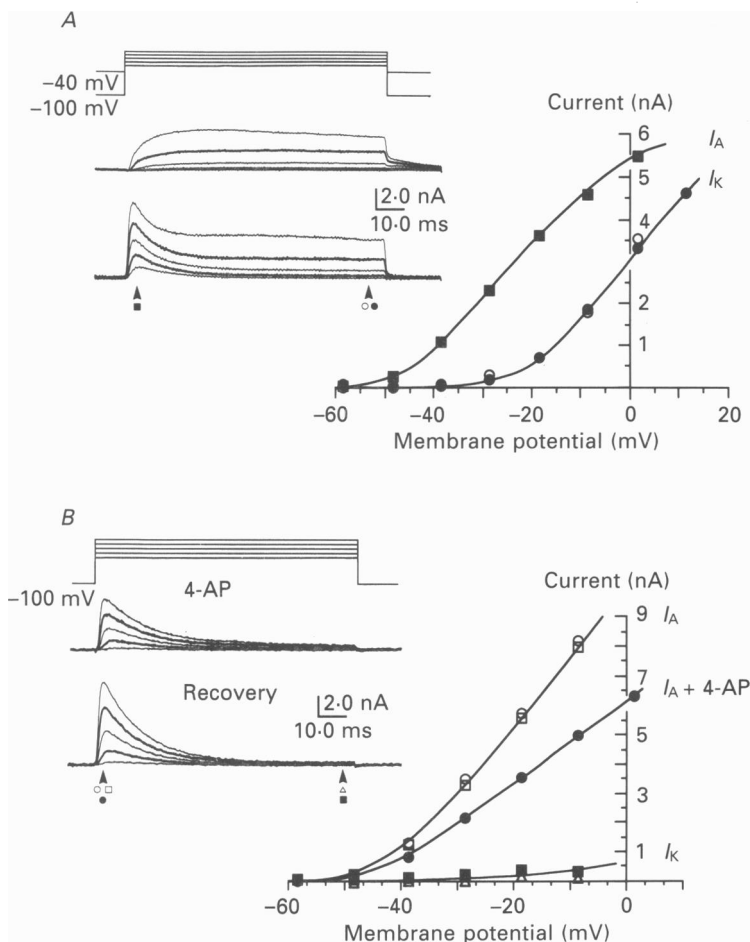 A
−40 mV
−100 mV
2·0 nA
10·0 ms
Current (nA)
6
5
4
2
1
I_A
I_K
−60
−40
−20
0
20
Membrane potential (mV)
B
−100 mV
4-AP
Recovery
2·0 nA
10·0 ms
Current (nA)
9
7
5
3
1
I_A
I_A + 4-AP
I_K
−60
−40
−20
0
Membrane potential (mV)